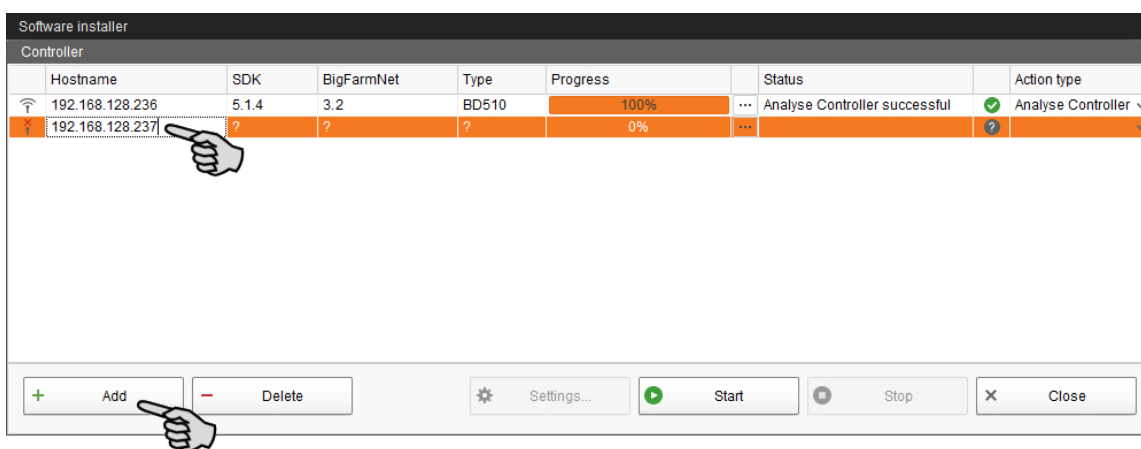 Software installer
Controller
Hostname SDK BigFarmNet Type Progress Status Action type
192.168.128.236 5.1.4 3.2 BD510 100% ... Analyse Controller successful Analyse Controller
192.168.128.237 ? ? ? 0% ... ?
+ Add − Delete Settings... Start Stop × Close